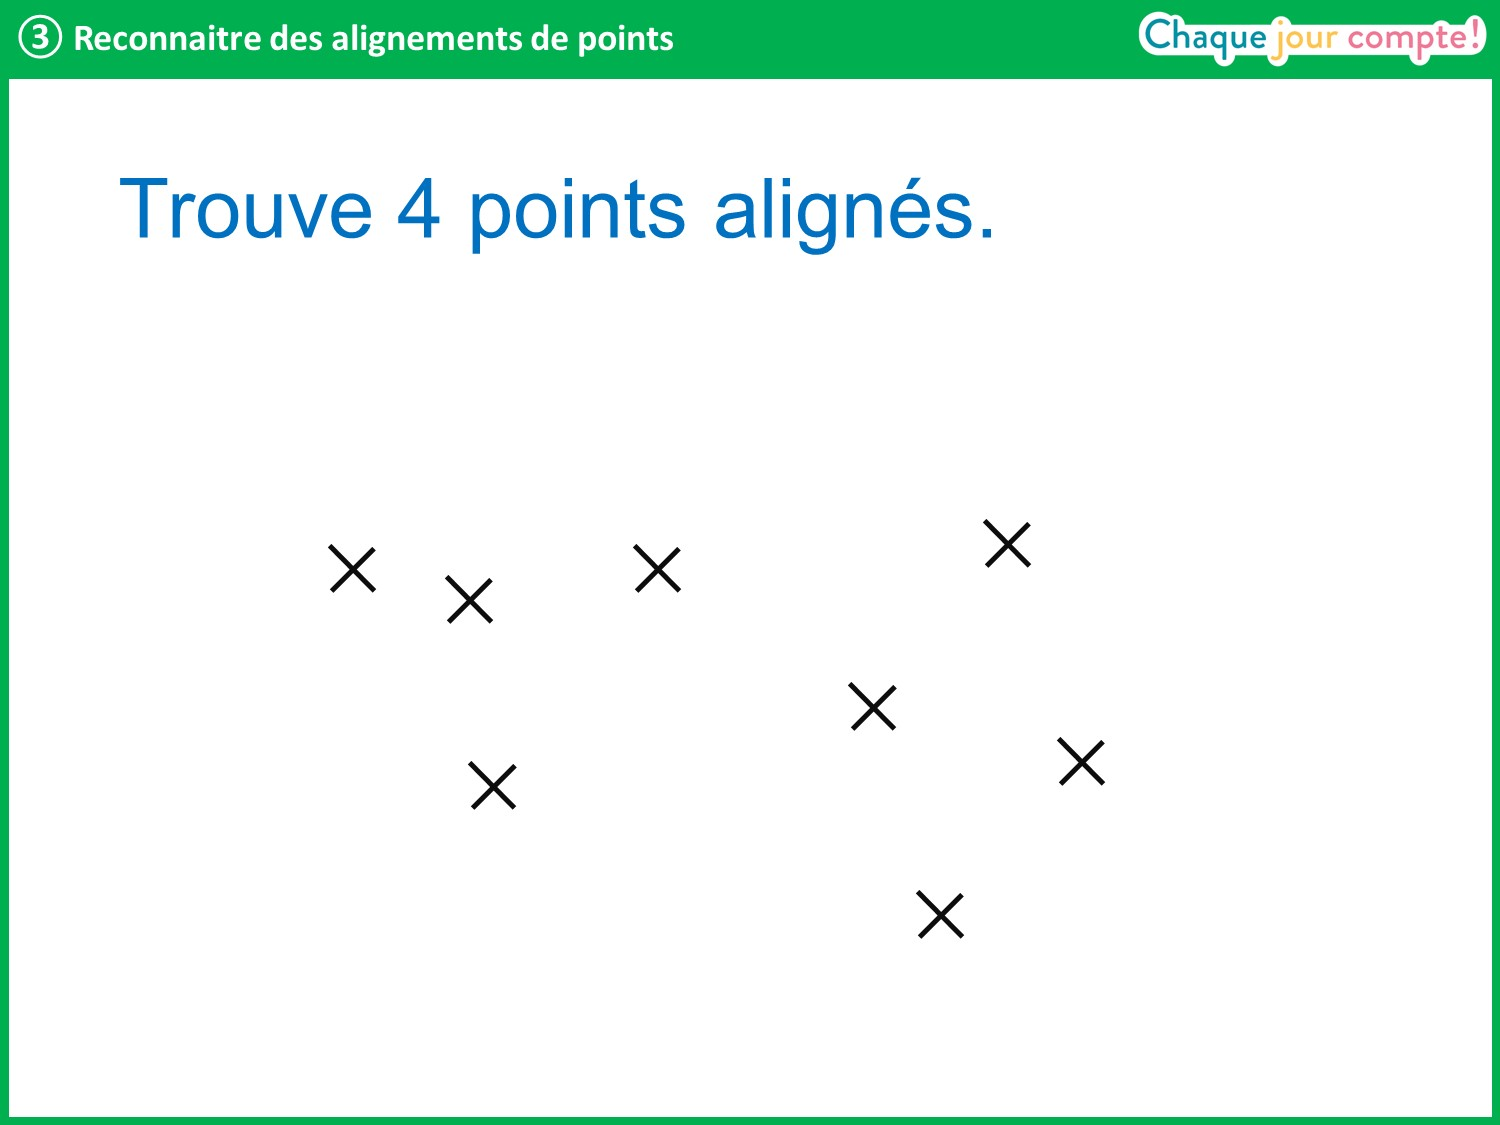 ③ Reconnaitre des alignements de points
Chaque jour compte!
Trouve 4 points alignés.